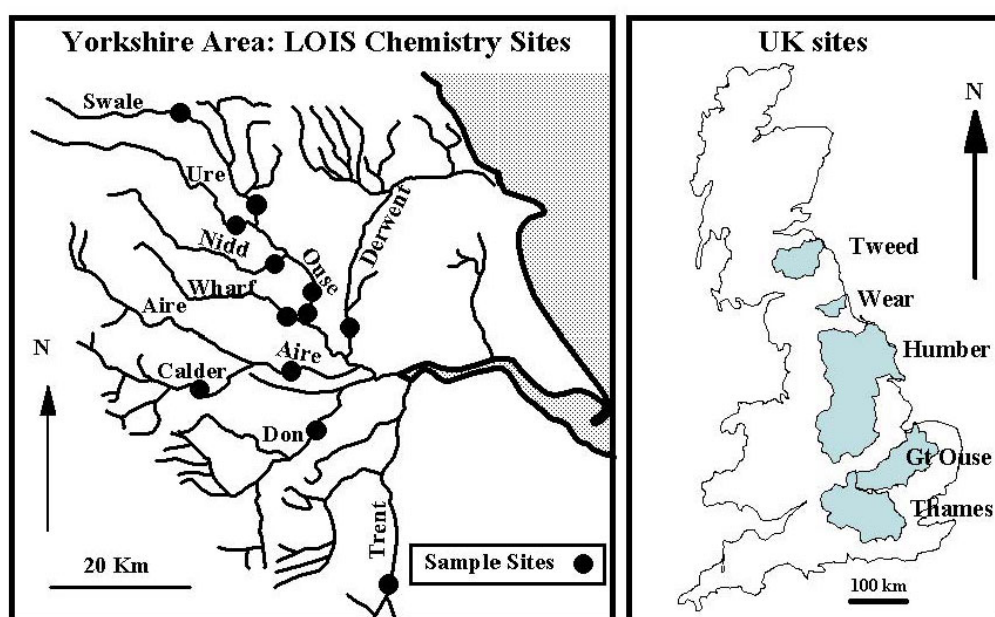 Yorkshire Area: LOIS Chemistry Sites
Swale
Ure
Nidd
Ouse
Derwent
Wharf
Aire
Aire
N
Calder
Don
Trent
20 Km
Sample Sites
UK sites
N
Tweed
Wear
Humber
Gt Ouse
Thames
100 km